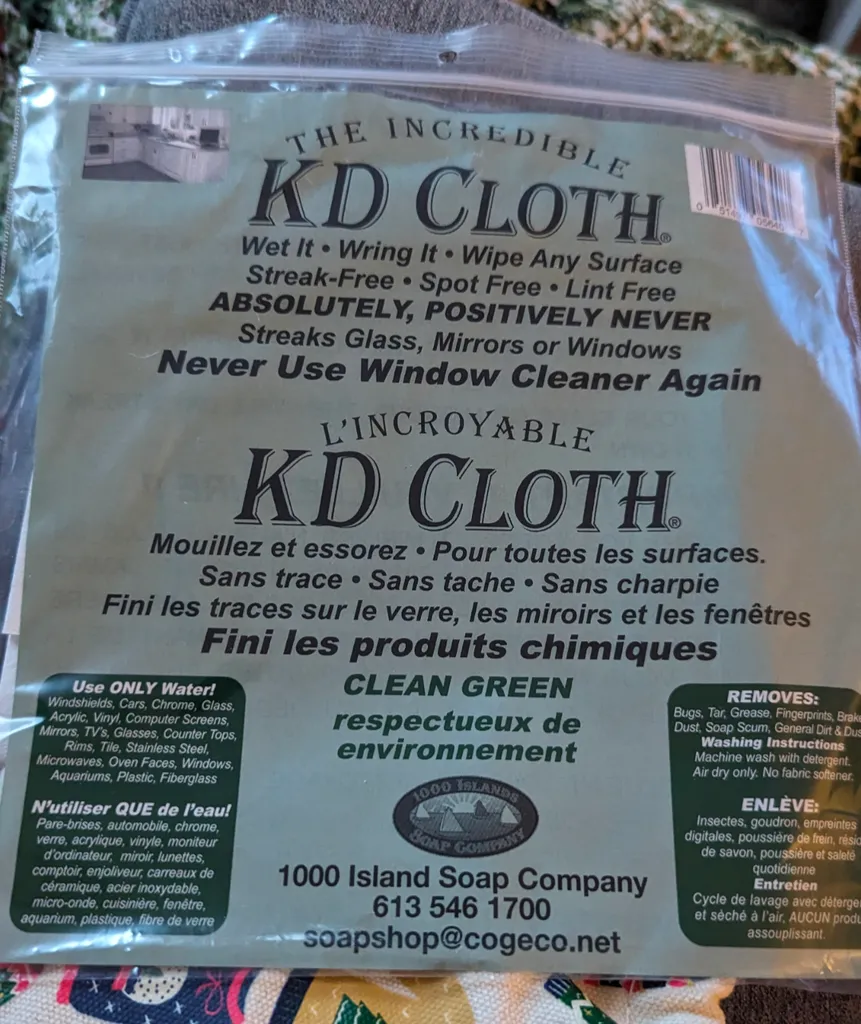 THE INCREDIBLE
KD CLOTH®
Wet It • Wring It • Wipe Any Surface
Streak-Free • Spot Free • Lint Free
ABSOLUTELY, POSITIVELY NEVER
Streaks Glass, Mirrors or Windows
Never Use Window Cleaner Again
L'INCROYABLE
KD CLOTH®
Mouillez et essorez • Pour toutes les surfaces.
Sans trace • Sans tache • Sans charpie
Fini les traces sur le verre, les miroirs et les fenêtres
Fini les produits chimiques
CLEAN GREEN
respectueux de
environnement
1000 ISLANDS
SOAP COMPANY
1000 Island Soap Company
613 546 1700
soapshop@cogeco.net
Use ONLY Water!
Windshields, Cars, Chrome, Glass,
Acrylic, Vinyl, Computer Screens,
Mirrors, TV's, Glasses, Counter Tops,
Rims, Tile, Stainless Steel,
Microwaves, Oven Faces, Windows,
Aquariums, Plastic, Fiberglass
N'utiliser QUE de l'eau!
Pare-brises, automobile, chrome,
verre, acrylique, vinyle, moniteur
d'ordinateur, miroir, lunettes,
comptoir, enjoliveur, carreaux de
céramique, acier inoxydable,
micro-onde, cuisinière, fenêtre,
aquarium, plastique, fibre de verre
REMOVES:
Bugs, Tar, Grease, Fingerprints,
Dust, Soap Scum, General Dirt &
Washing Instructions
Machine wash with detergent.
Air dry only. No fabric softener.
ENLÈVE:
Insectes, goudron, empreintes
digitales, poussière de frein,
de savon, poussière et saleté
quotidienne
Entretien
Cycle de lavage avec
et sèché à l'air, AUCUN
assouplissant.